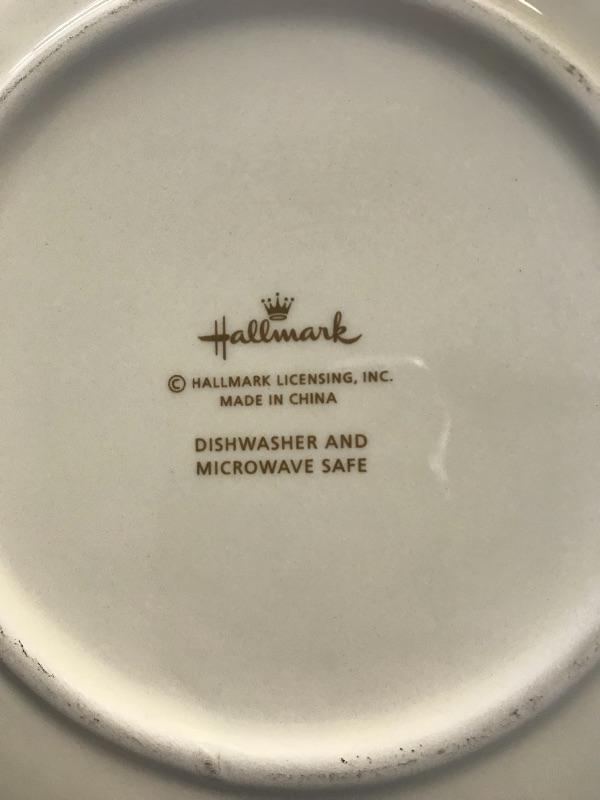 Hallmark
© HALLMARK LICENSING, INC.
MADE IN CHINA
DISHWASHER AND
MICROWAVE SAFE